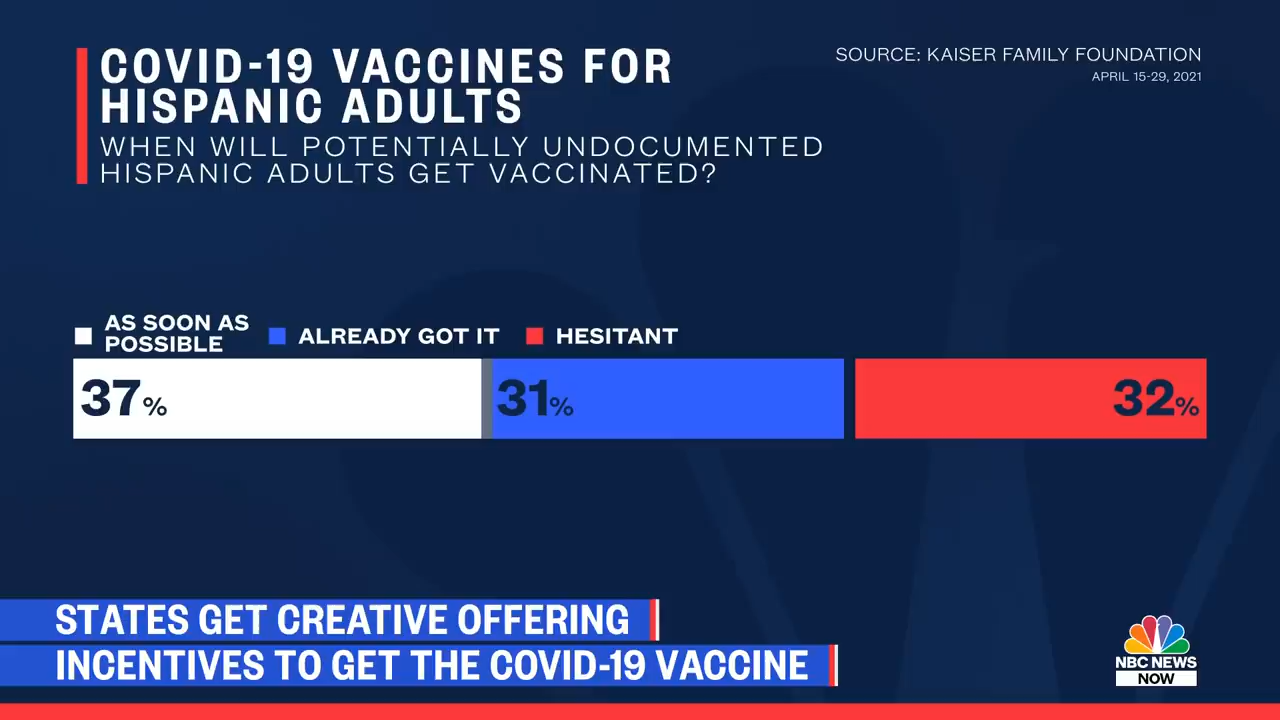 COVID-19 VACCINES FOR
HISPANIC ADULTS
WHEN WILL POTENTIALLY UNDOCUMENTED
HISPANIC ADULTS GET VACCINATED?
SOURCE: KAISER FAMILY FOUNDATION
APRIL 15-29, 2021
AS SOON AS
POSSIBLE
ALREADY GOT IT
HESITANT
37%
31%
32%
STATES GET CREATIVE OFFERING
INCENTIVES TO GET THE COVID-19 VACCINE
NBC NEWS
NOW